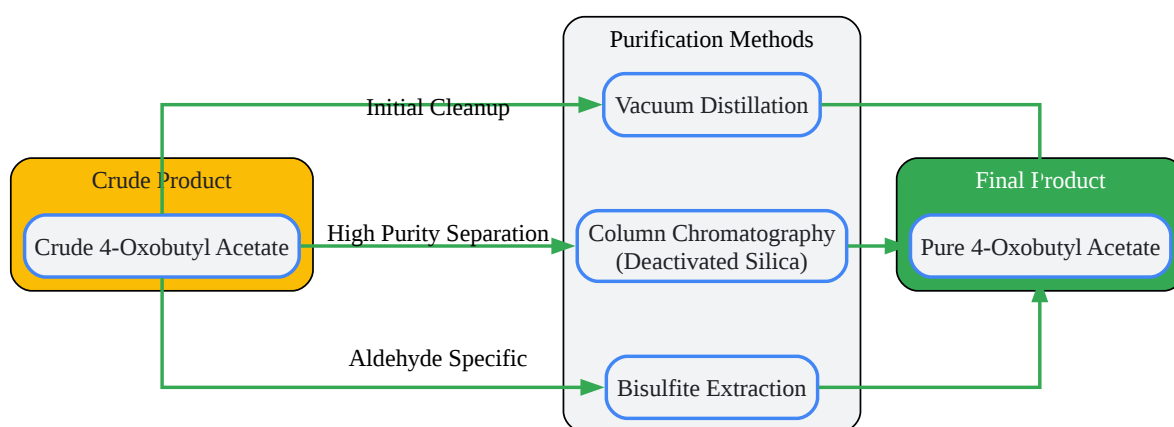 Purification Methods
Initial Cleanup
Vacuum Distillation
Crude Product
Final Product
Crude 4-Oxobutyl Acetate
High Purity Separation
Column Chromatography
(Deactivated Silica)
Pure 4-Oxobutyl Acetate
Aldehyde Specific
Bisulfite Extraction